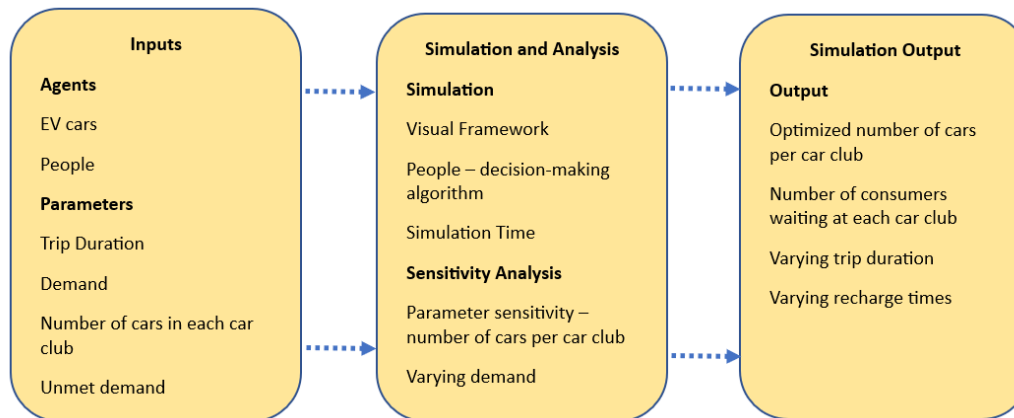 Inputs
Agents
EV cars
People
Parameters
Trip Duration
Demand
Number of cars in each car
club
Unmet demand
Simulation and Analysis
Simulation
Visual Framework
People – decision-making
algorithm
Simulation Time
Sensitivity Analysis
Parameter sensitivity –
number of cars per car club
Varying demand
Simulation Output
Output
Optimized number of cars
per car club
Number of consumers
waiting at each car club
Varying trip duration
Varying recharge times